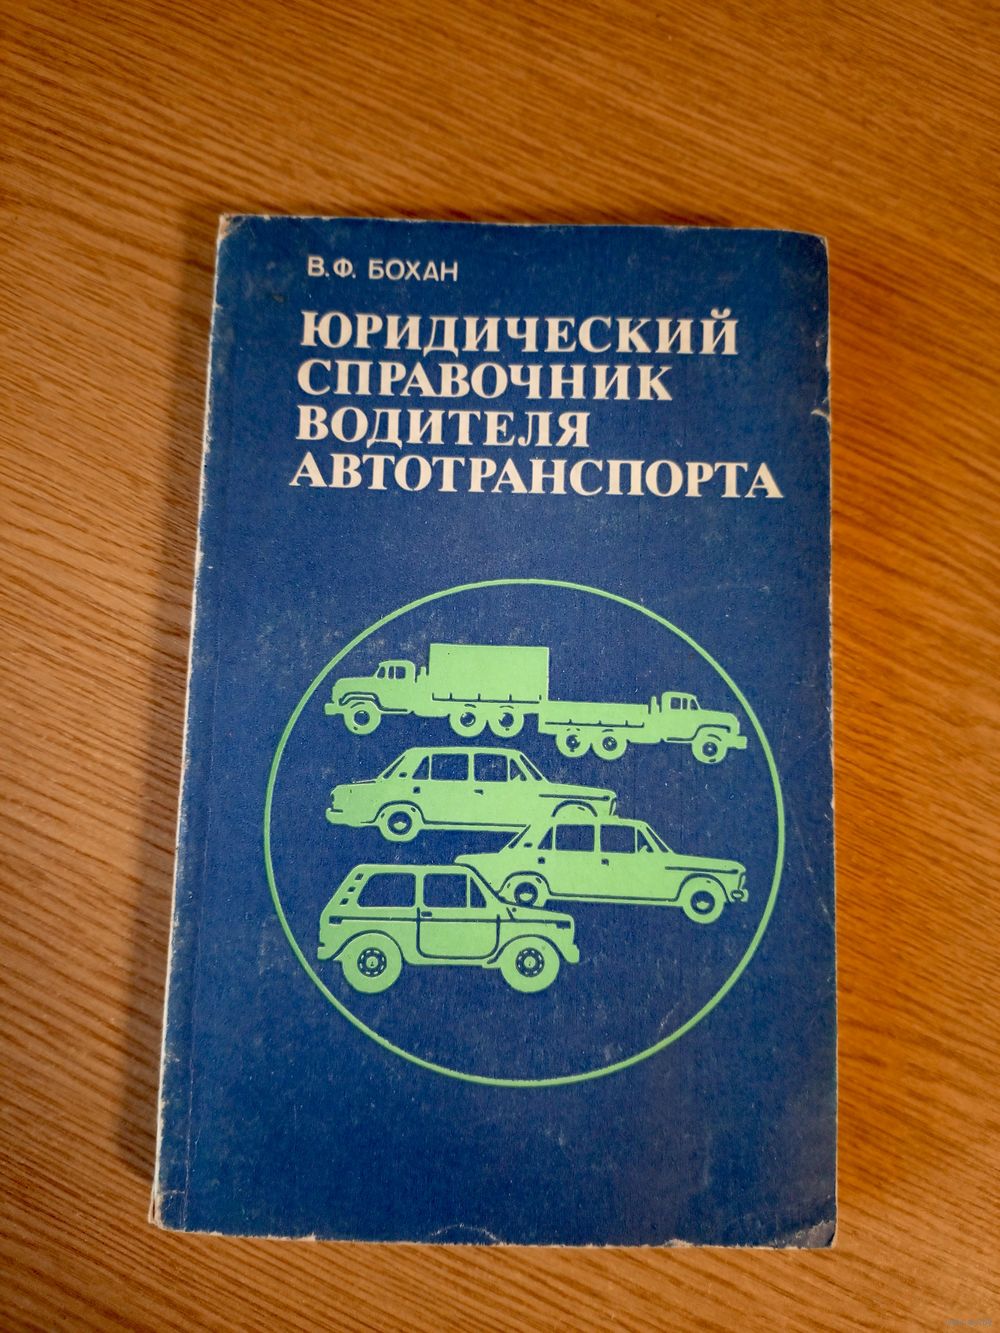 В.Ф. БОХАН
ЮРИДИЧЕСКИЙ
СПРАВОЧНИК
ВОДИТЕЛЯ
АВТОТРАНСПОРТА